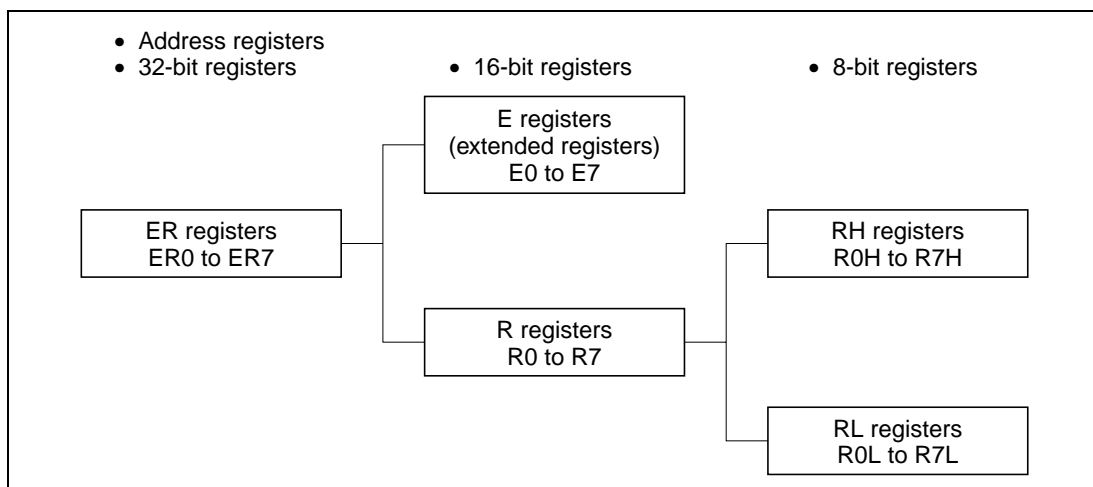 • Address registers
• 32-bit registers
• 16-bit registers
• 8-bit registers
E registers
(extended registers)
E0 to E7
ER registers
ER0 to ER7
RH registers
R0H to R7H
R registers
R0 to R7
RL registers
R0L to R7L